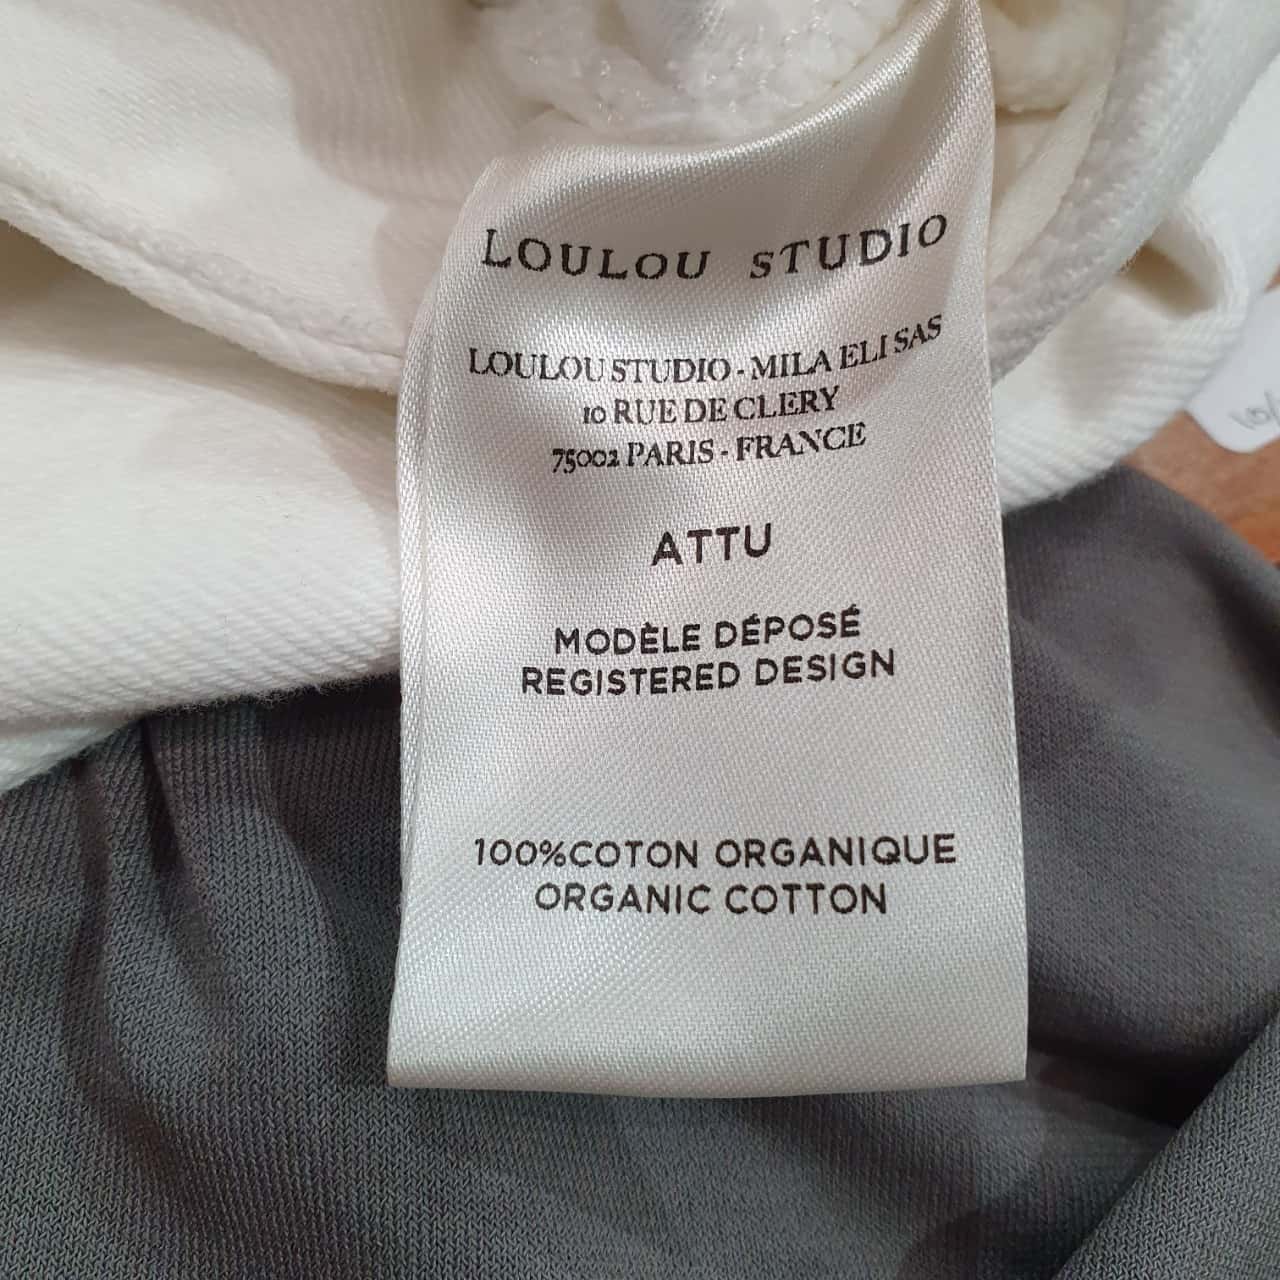 LOULOU STUDIO
LOULOU STUDIO - MILA ELI SAS
10 RUE DE CLERY
75002 PARIS - FRANCE
ATTU
MODÈLE DÉPOSÉ
REGISTERED DESIGN
100%COTON ORGANIQUE
ORGANIC COTTON